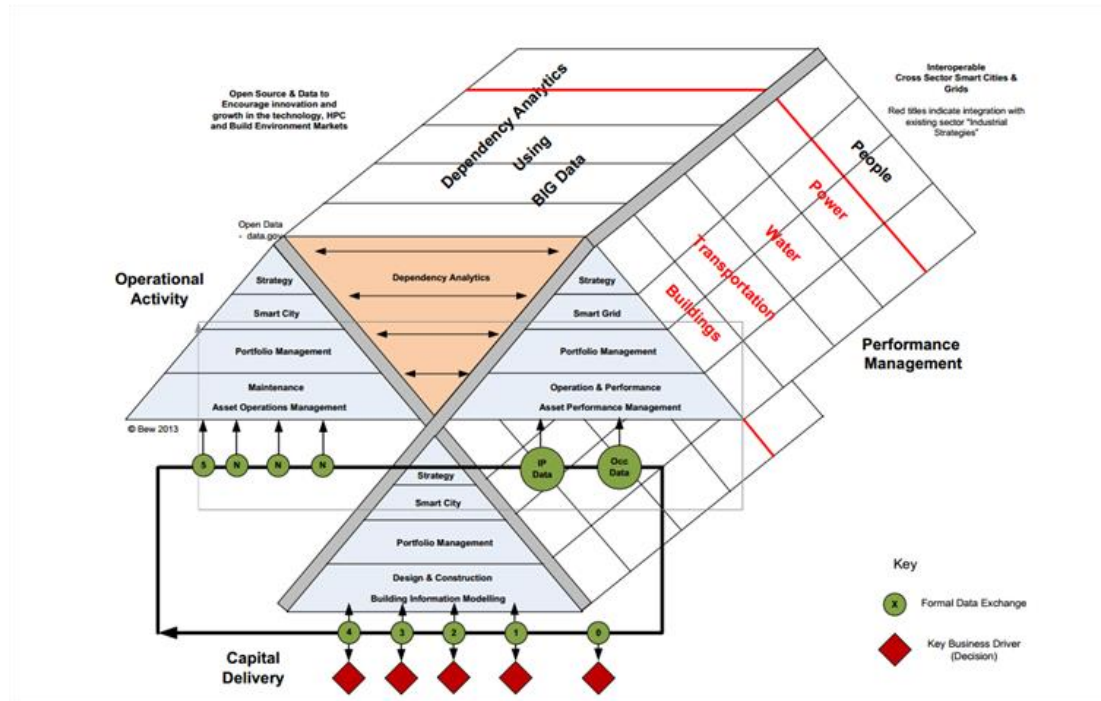 Open Source & Data to
Encourage innovation and
growth in the technology, HPC
and Build Environment Markets
Interoperable
Cross Sector Smart Cities &
Grids
Red titles indicate integration with
existing sector "Industrial
Strategies"
Dependency Analytics
Using
BIG Data
People
Power
Water
Transportation
Buildings
Open Data
- data.gov
Operational
Activity
Performance
Management
Dependency Analytics
Strategy
Smart City
Portfolio Management
Maintenance
Asset Operations Management
Strategy
Smart Grid
Portfolio Management
Operation & Performance
Asset Performance Management
© Bew 2013
5
N
N
N
IP
Data
Occ
Data
Strategy
Smart City
Portfolio Management
Design & Construction
Building Information Modelling
4
3
2
1
0
Capital
Delivery
Key
X
Formal Data Exchange
Key Business Driver
(Decision)